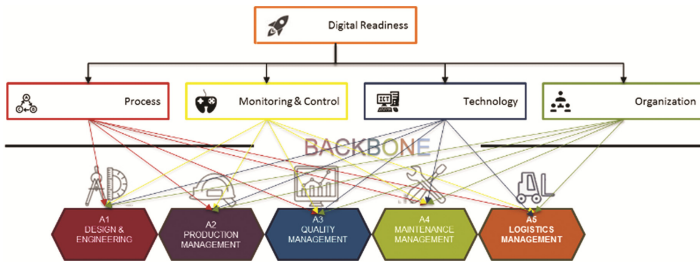 Digital Readiness
Process
Monitoring & Control
Technology
Organization
BACKBONE
A1
DESIGN &
ENGINEERING
A2
PRODUCTION
MANAGEMENT
A3
QUALITY
MANAGEMENT
A4
MAINTENANCE
MANAGEMENT
A5
LOGISTICS
MANAGEMENT